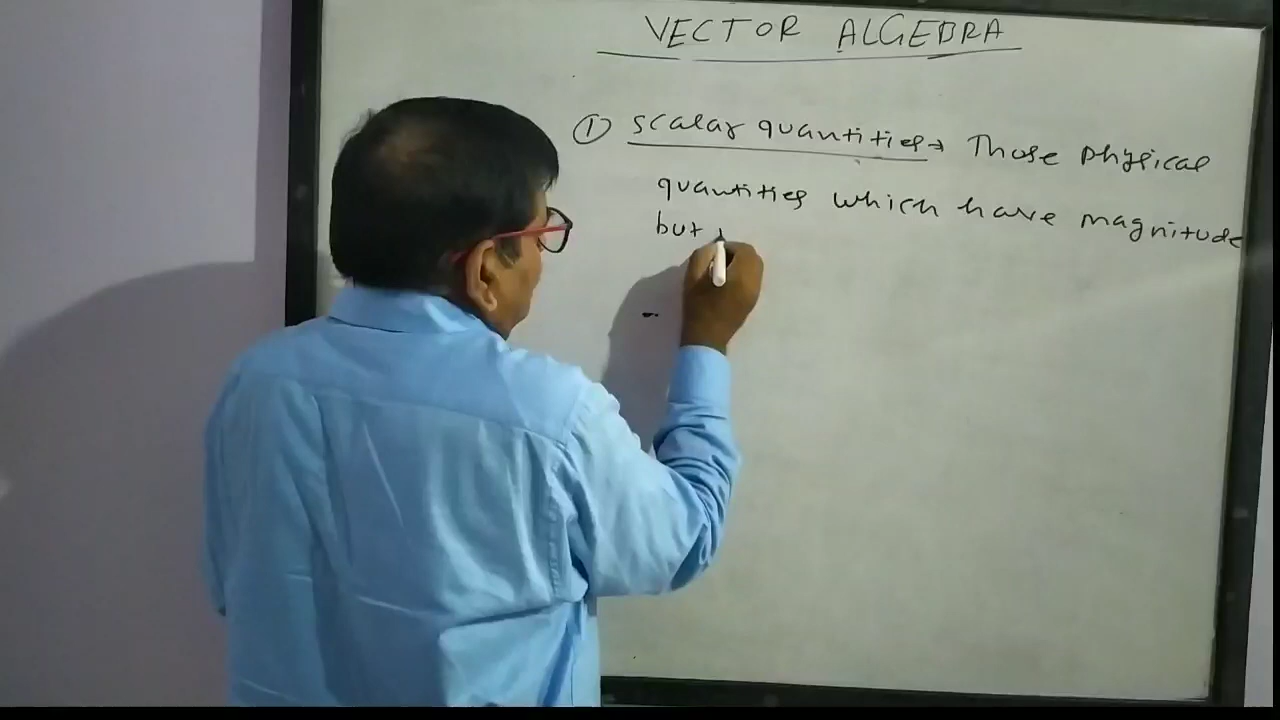 VECTOR ALGEBRA
① scalar quantities→ Those physical
quantities which have magnitude
but